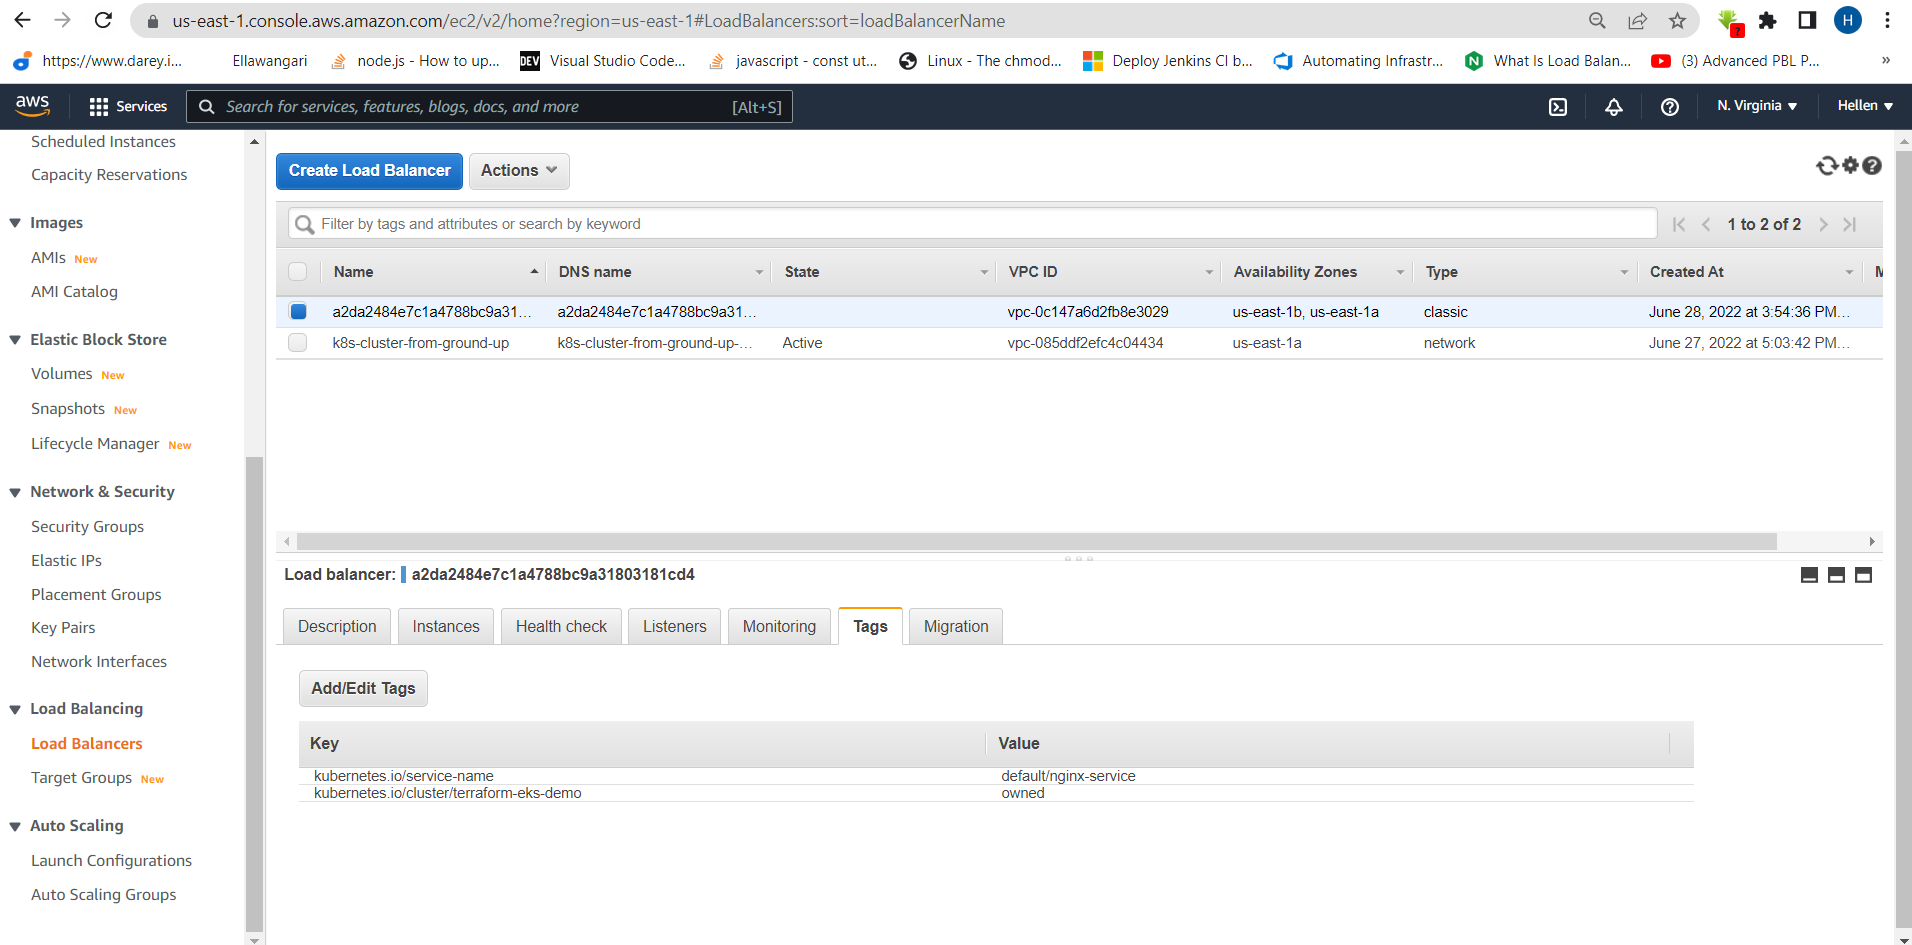 us-east-1.console.aws.amazon.com/ec2/v2/home?region=us-east-1#LoadBalancers:sort=loadBalancerName
?
H
https://www.darey.i...
Ellawangari
node.js - How to up...
DEV
Visual Studio Code...
javascript - const ut...
Linux - The chmod...
Deploy Jenkins CI b...
Automating Infrastr...
N
What Is Load Balan...
(3) Advanced PBL P...
»
aws
Services
Search for services, features, blogs, docs, and more
[Alt+S]
N. Virginia
Hellen
Scheduled Instances
Capacity Reservations
Images
AMIs New
AMI Catalog
Elastic Block Store
Volumes New
Snapshots New
Lifecycle Manager New
Network & Security
Security Groups
Elastic IPs
Placement Groups
Key Pairs
Network Interfaces
Load Balancing
Load Balancers
Target Groups New
Auto Scaling
Launch Configurations
Auto Scaling Groups
Create Load Balancer Actions
Filter by tags and attributes or search by keyword
1 to 2 of 2
Name DNS name State VPC ID Availability Zones Type Created At
a2da2484e7c1a4788bc9a31... a2da2484e7c1a4788bc9a31... vpc-0c147a6d2fb8e3029 us-east-1b, us-east-1a classic June 28, 2022 at 3:54:36 PM...
k8s-cluster-from-ground-up k8s-cluster-from-ground-up-... Active vpc-085ddf2efc4c04434 us-east-1a network June 27, 2022 at 5:03:42 PM...
Load balancer: a2da2484e7c1a4788bc9a31803181cd4
Description Instances Health check Listeners Monitoring Tags Migration
Add/Edit Tags
Key Value
kubernetes.io/service-name default/nginx-service
kubernetes.io/cluster/terraform-eks-demo owned